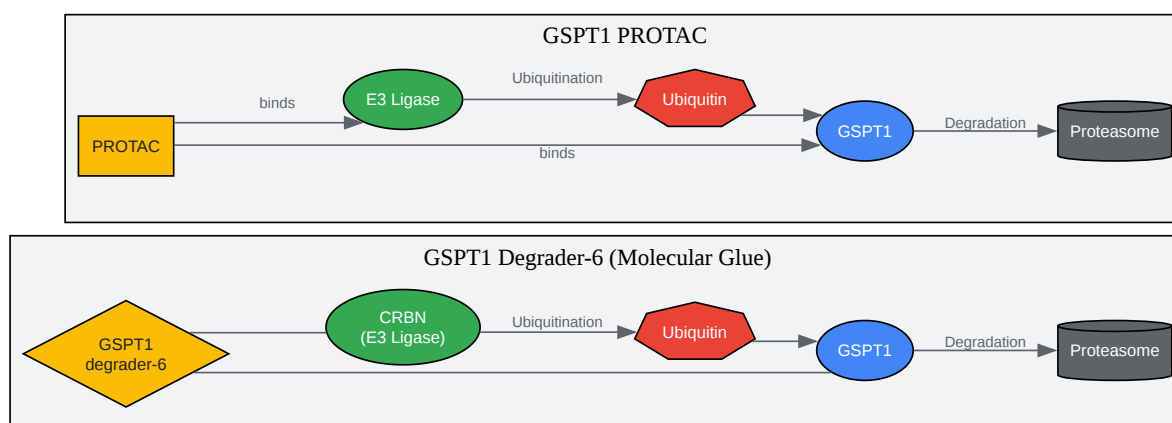 GSPT1 PROTAC
PROTAC
binds
E3 Ligase
Ubiquitination
Ubiquitin
binds
GSPT1
Degradation
Proteasome
GSPT1 Degrader-6 (Molecular Glue)
GSPT1
degrader-6
CRBN
(E3 Ligase)
Ubiquitination
Ubiquitin
GSPT1
Degradation
Proteasome